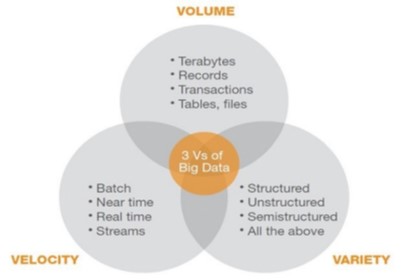 VOLUME
• Terabytes
• Records
• Transactions
• Tables, files
3 Vs of
Big Data
• Batch
• Near time
• Real time
• Streams
• Structured
• Unstructured
• Semistructured
• All the above
VELOCITY
VARIETY